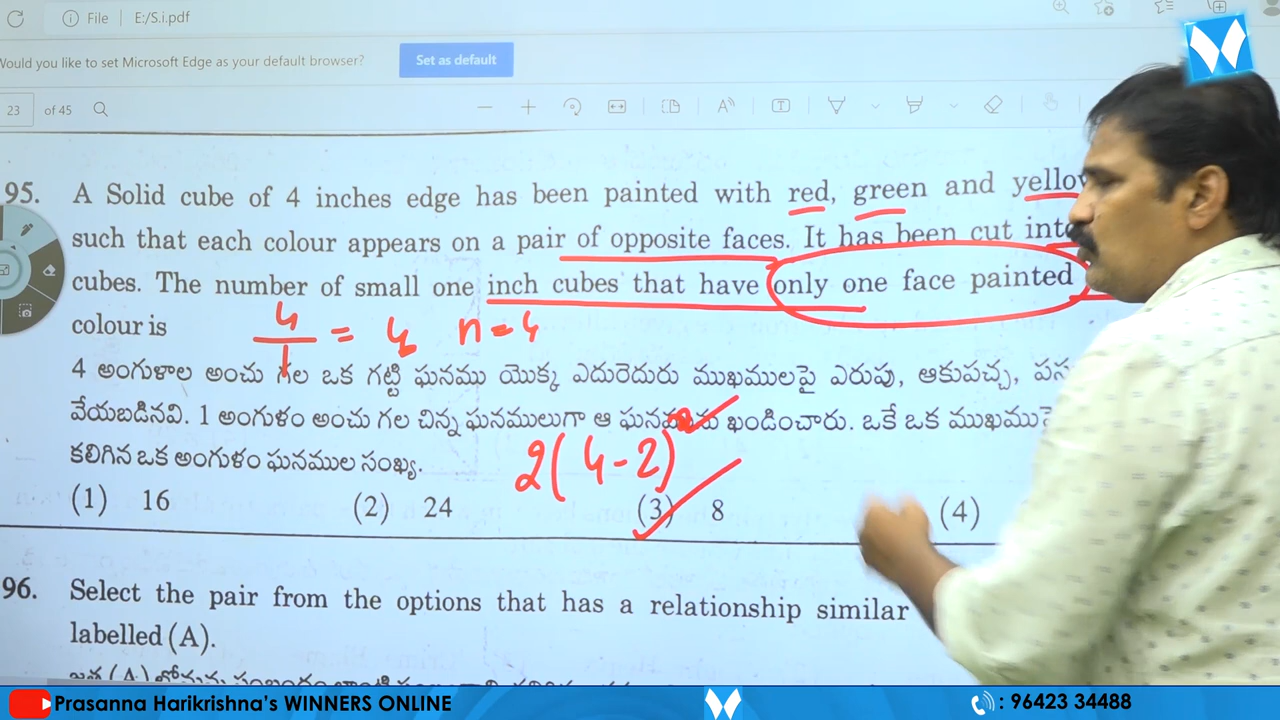 File E:/S.i.pdf
Would you like to set Microsoft Edge as your default browser? Set as default
23 of 45
95. A Solid cube of 4 inches edge has been painted with red, green and yellow
such that each colour appears on a pair of opposite faces. It has been cut into
cubes. The number of small one inch cubes that have only one face painted
colour is
4/1 = 4 n = 4
4 అంగుళాల అంచు గల ఒక గట్టి ఘనము యొక్క ఎదురెదురు ముఖములపై ఎరుపు, ఆకుపచ్చ, పస
వేయబడినవి. 1 అంగుళం అంచు గల చిన్న ఘనములుగా ఆ ఖండించారు. ఒకే ఒక
కలిగిన ఒక అంగుళం ఘనముల సంఖ్య.
2(4-2)²
(1) 16 (2) 24 (3) 8 (4)
96. Select the pair from the options that has a relationship similar
labelled (A).
Prasanna Harikrishna's WINNERS ONLINE : 96423 34488